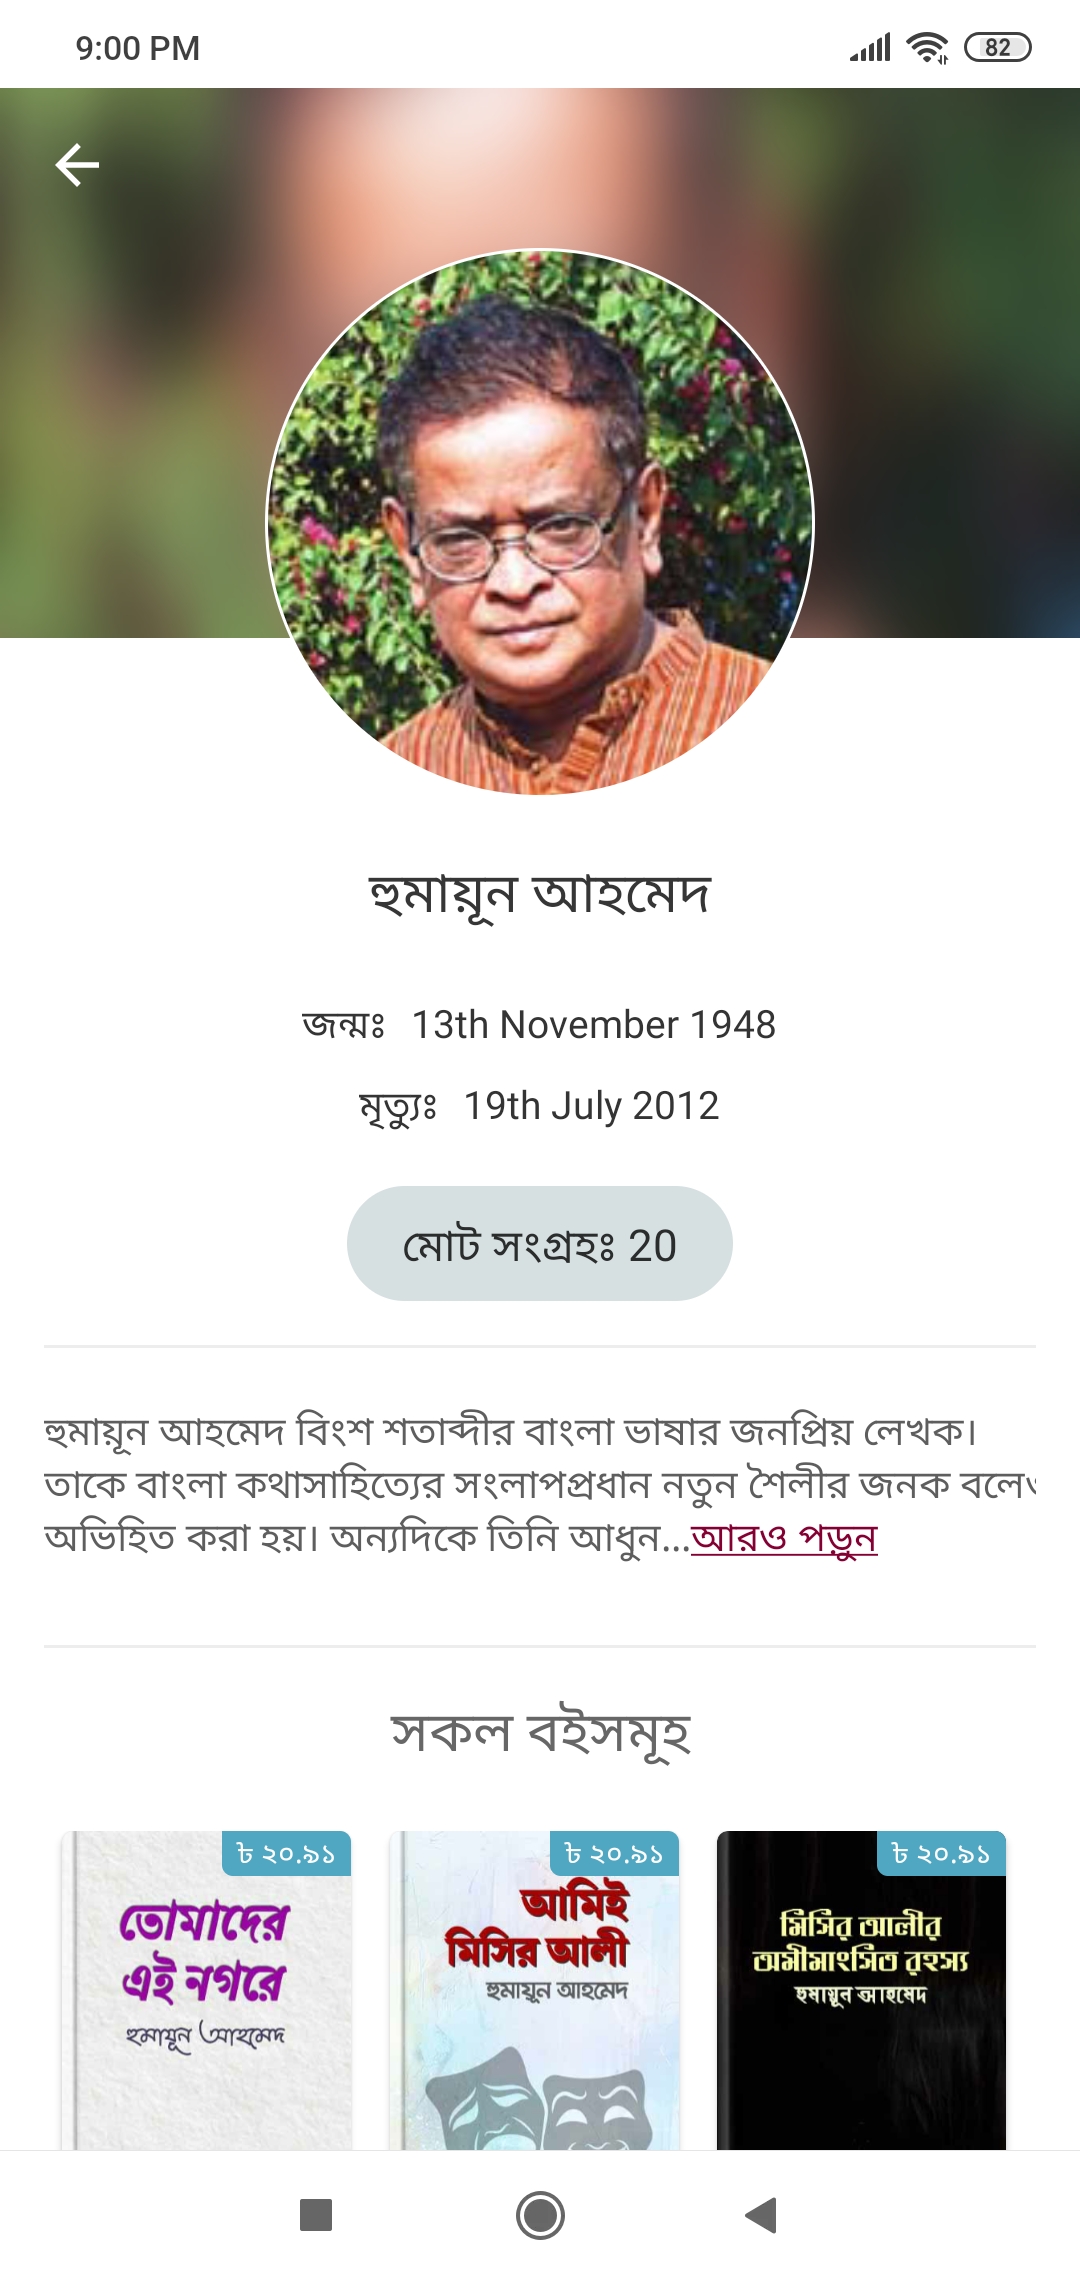 9:00 PM
82
হুমায়ূন আহমেদ
জন্মঃ 13th November 1948
মৃত্যুঃ 19th July 2012
মোট সংগ্রহঃ 20
হুমায়ূন আহমেদ বিংশ শতাব্দীর বাংলা ভাষার জনপ্রিয় লেখক।
তাকে বাংলা কথাসাহিত্যের সংলাপপ্রধান নতুন শৈলীর জনক বলেও
অভিহিত করা হয়। অন্যদিকে তিনি আধুন...আরও পড়ুন
সকল বইসমূহ
৳ ২০.৯১
তোমাদের
এই নগরে
হুমায়ূন আহমেদ
৳ ২০.৯১
আমিই
মিসির আলী
হুমায়ূন আহমেদ
৳ ২০.৯১
মিসির আলীর
অমীমাংসিত রহস্য
হুমায়ূন আহমেদ